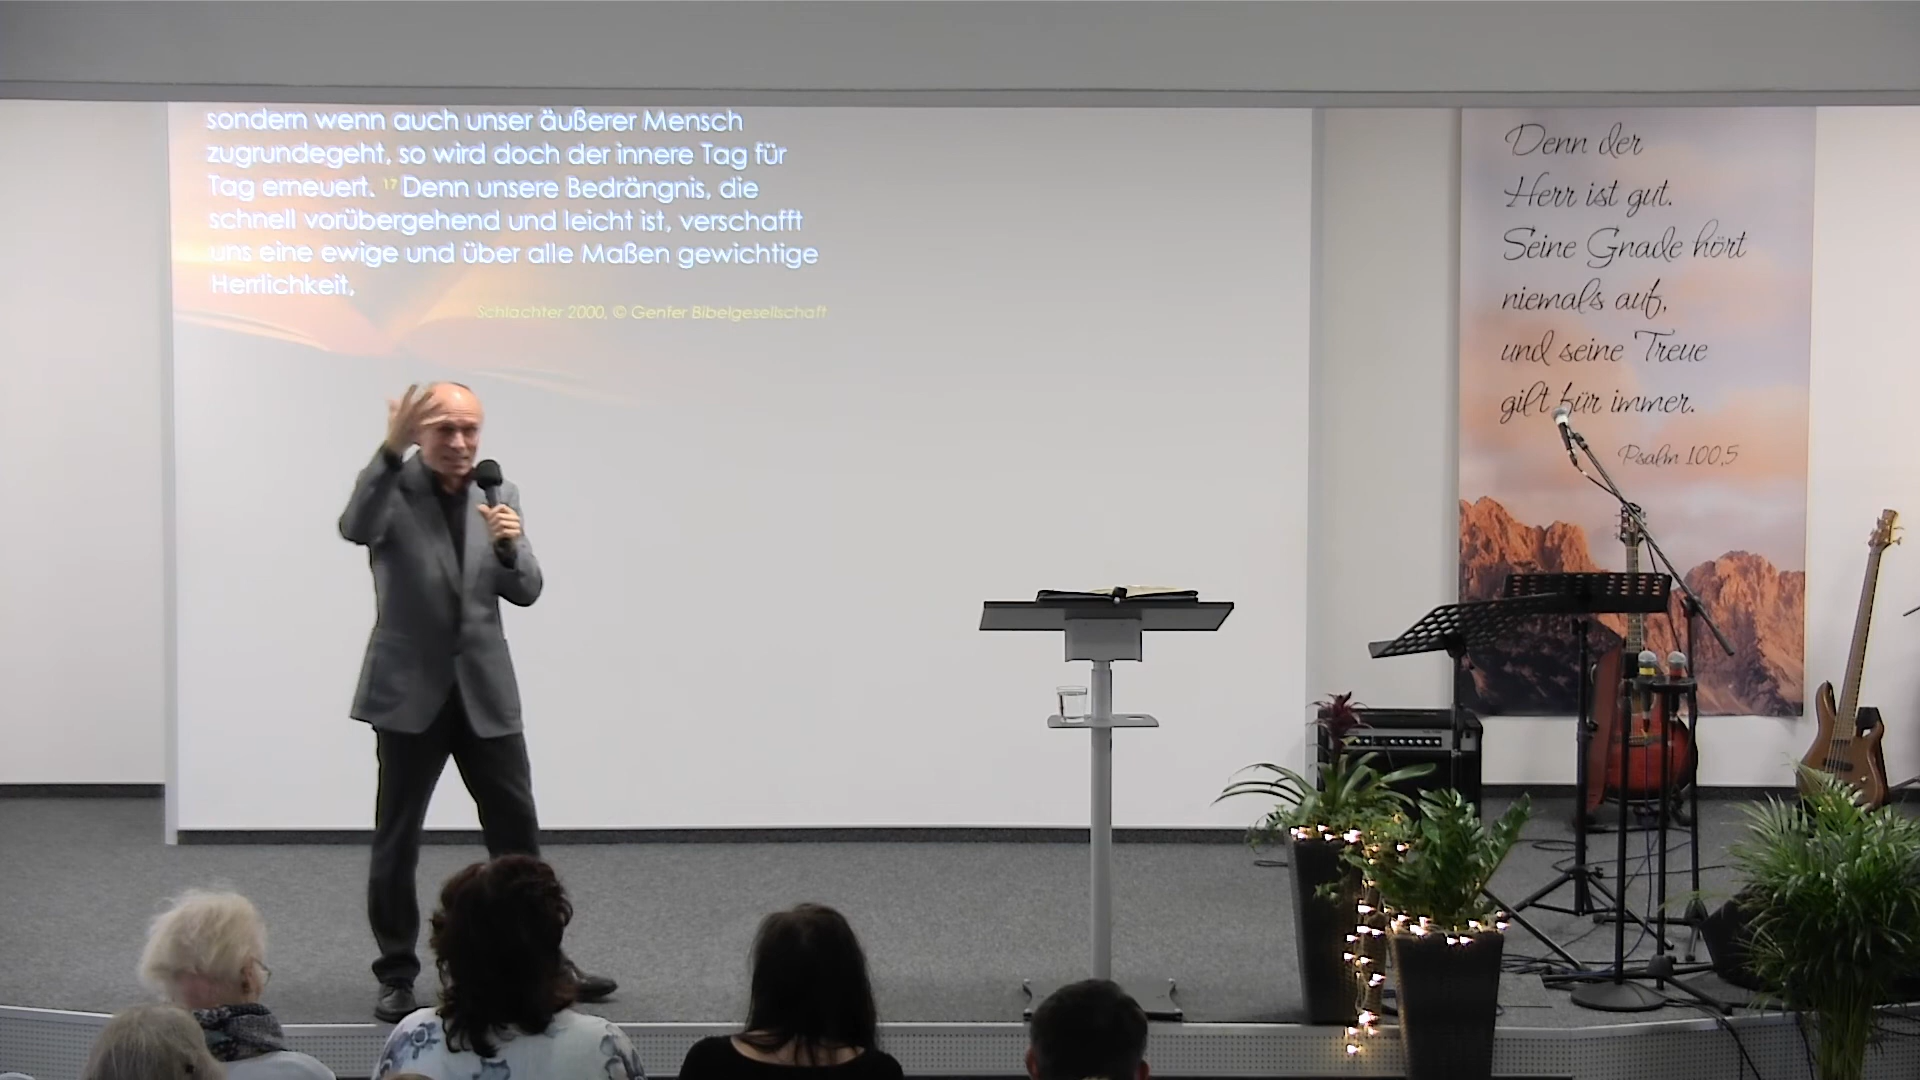 sondern wenn auch unser äußerer Mensch
zugrundegeht, so wird doch der innere Tag für
Tag erneuert. 17 Denn unsere Bedrängnis, die
schnell vorübergehend und leicht ist, verschafft
uns eine ewige und über alle Maßen gewichtige
Herrlichkeit,
Schlachter 2000, © Genfer Bibelgesellschaft
Denn der
Herr ist gut.
Seine Gnade hört
niemals auf,
und seine Treue
gilt für immer.
Psalm 100,5